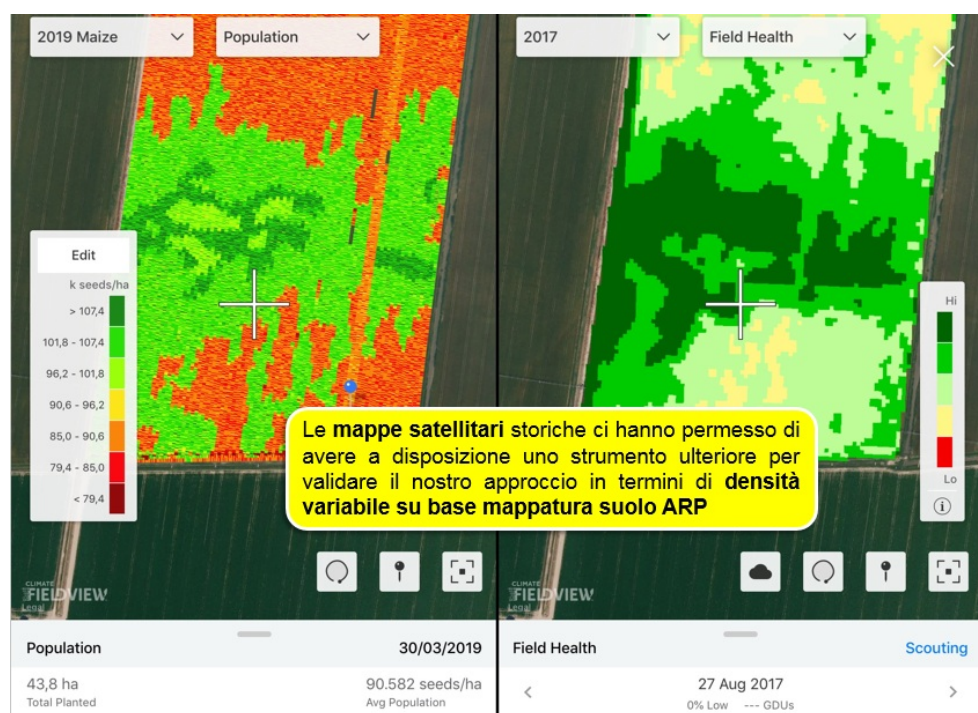 2019 Maize
Population
2017
Field Health
Edit
k seeds/ha
> 107,4
101,8 - 107,4
96,2 - 101,8
90,6 - 96,2
85,0 - 90,6
79,4 - 85,0
< 79,4
Hi
Lo
Le mappe satellitari storiche ci hanno permesso di
avere a disposizione uno strumento ulteriore per
validare il nostro approccio in termini di densità
variabile su base mappatura suolo ARP
CLIMATE
FIELDVIEW
Legal
CLIMATE
FIELDVIEW
Legal
Population
30/03/2019
43,8 ha
Total Planted
90.582 seeds/ha
Avg Population
Field Health
Scouting
27 Aug 2017
0% Low --- GDUs